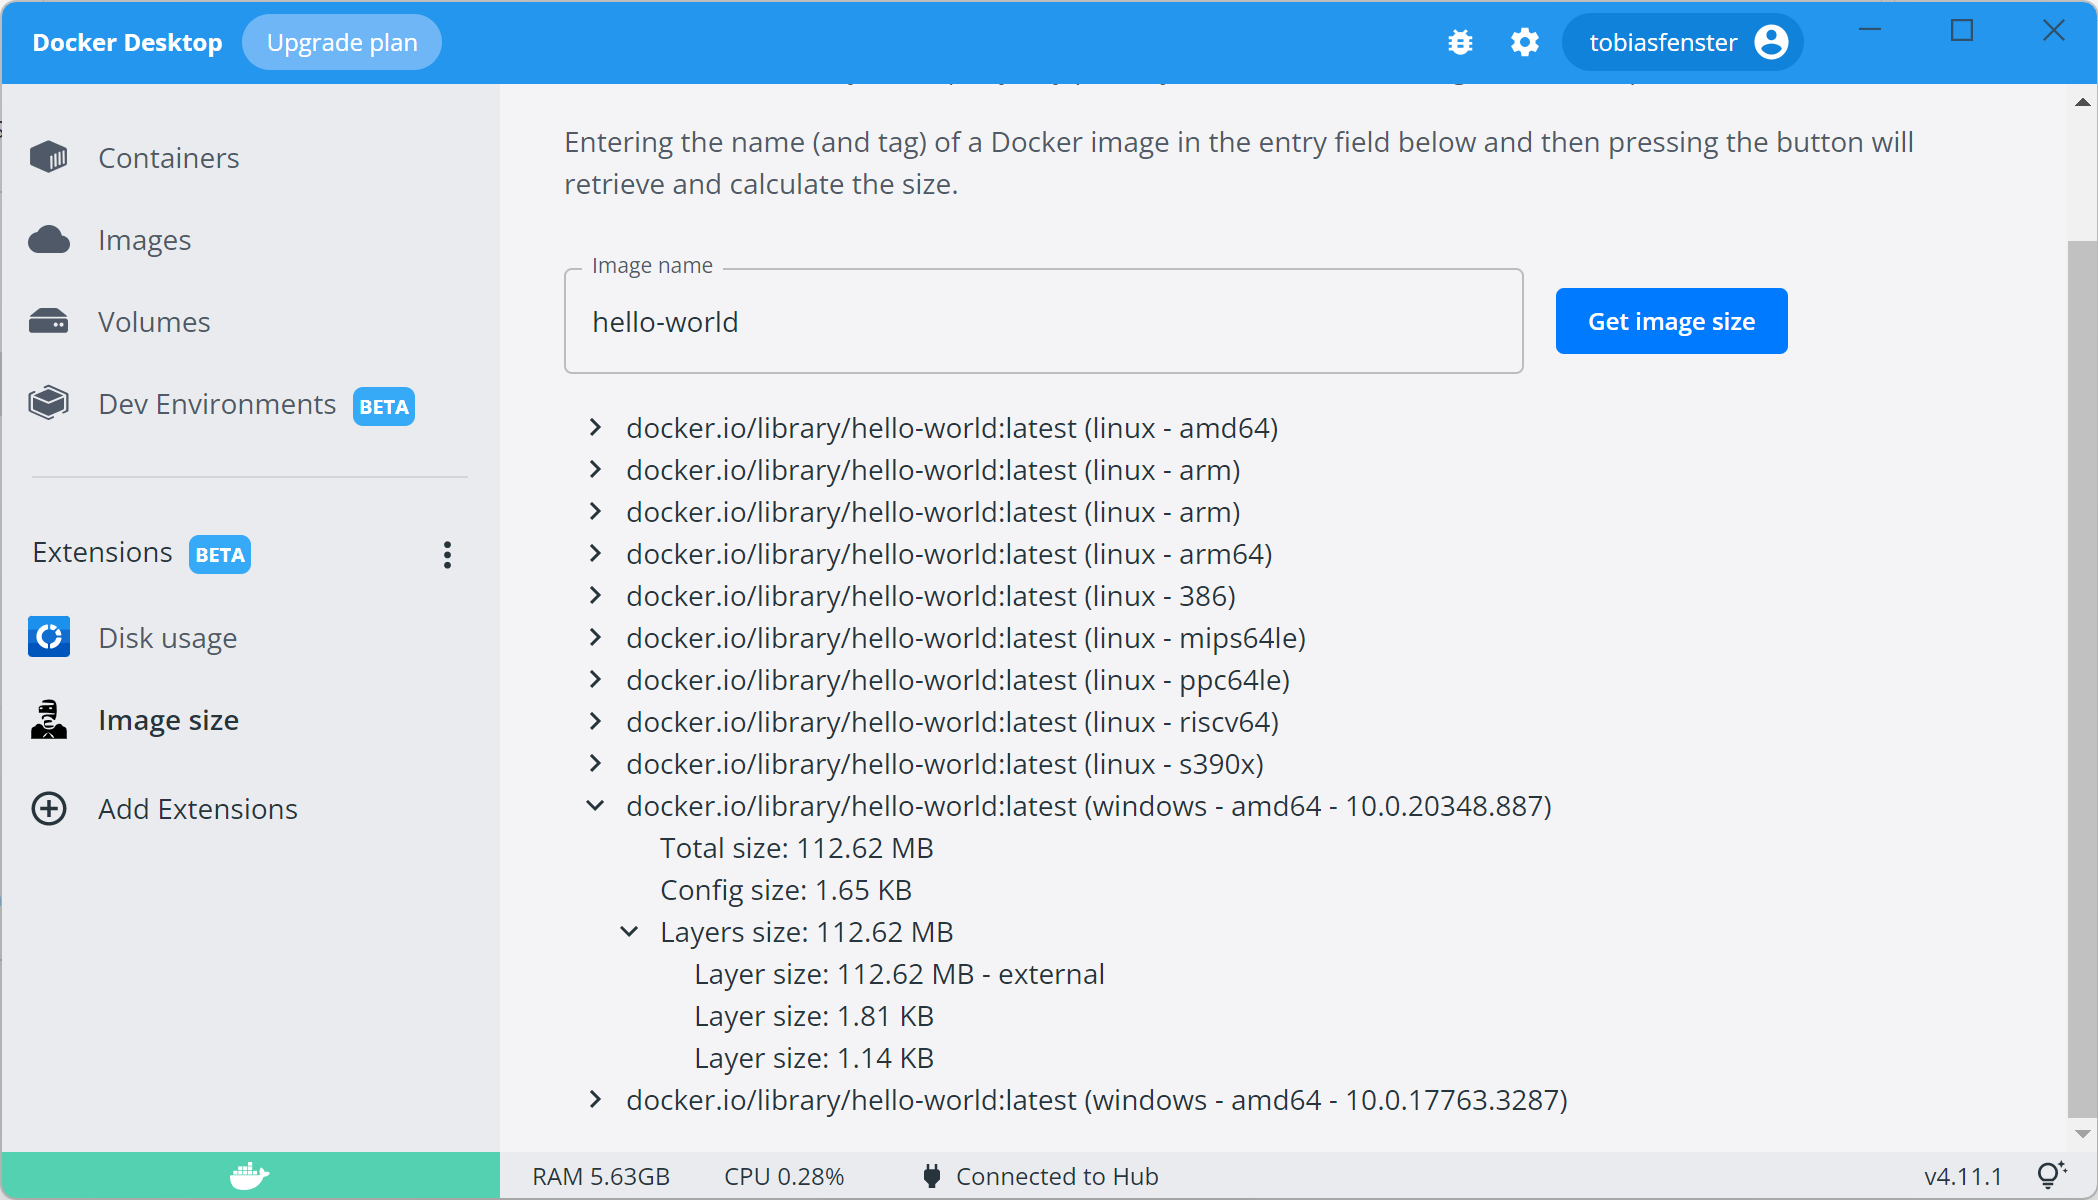 Docker Desktop
Upgrade plan
tobiasfenster
Containers
Images
Volumes
Dev Environments BETA
Extensions BETA
Disk usage
Image size
Add Extensions
Entering the name (and tag) of a Docker image in the entry field below and then pressing the button will
retrieve and calculate the size.
Image name
hello-world
Get image size
docker.io/library/hello-world:latest (linux - amd64)
docker.io/library/hello-world:latest (linux - arm)
docker.io/library/hello-world:latest (linux - arm)
docker.io/library/hello-world:latest (linux - arm64)
docker.io/library/hello-world:latest (linux - 386)
docker.io/library/hello-world:latest (linux - mips64le)
docker.io/library/hello-world:latest (linux - ppc64le)
docker.io/library/hello-world:latest (linux - riscv64)
docker.io/library/hello-world:latest (linux - s390x)
docker.io/library/hello-world:latest (windows - amd64 - 10.0.20348.887)
Total size: 112.62 MB
Config size: 1.65 KB
Layers size: 112.62 MB
Layer size: 112.62 MB - external
Layer size: 1.81 KB
Layer size: 1.14 KB
docker.io/library/hello-world:latest (windows - amd64 - 10.0.17763.3287)
RAM 5.63GB
CPU 0.28%
Connected to Hub
v4.11.1